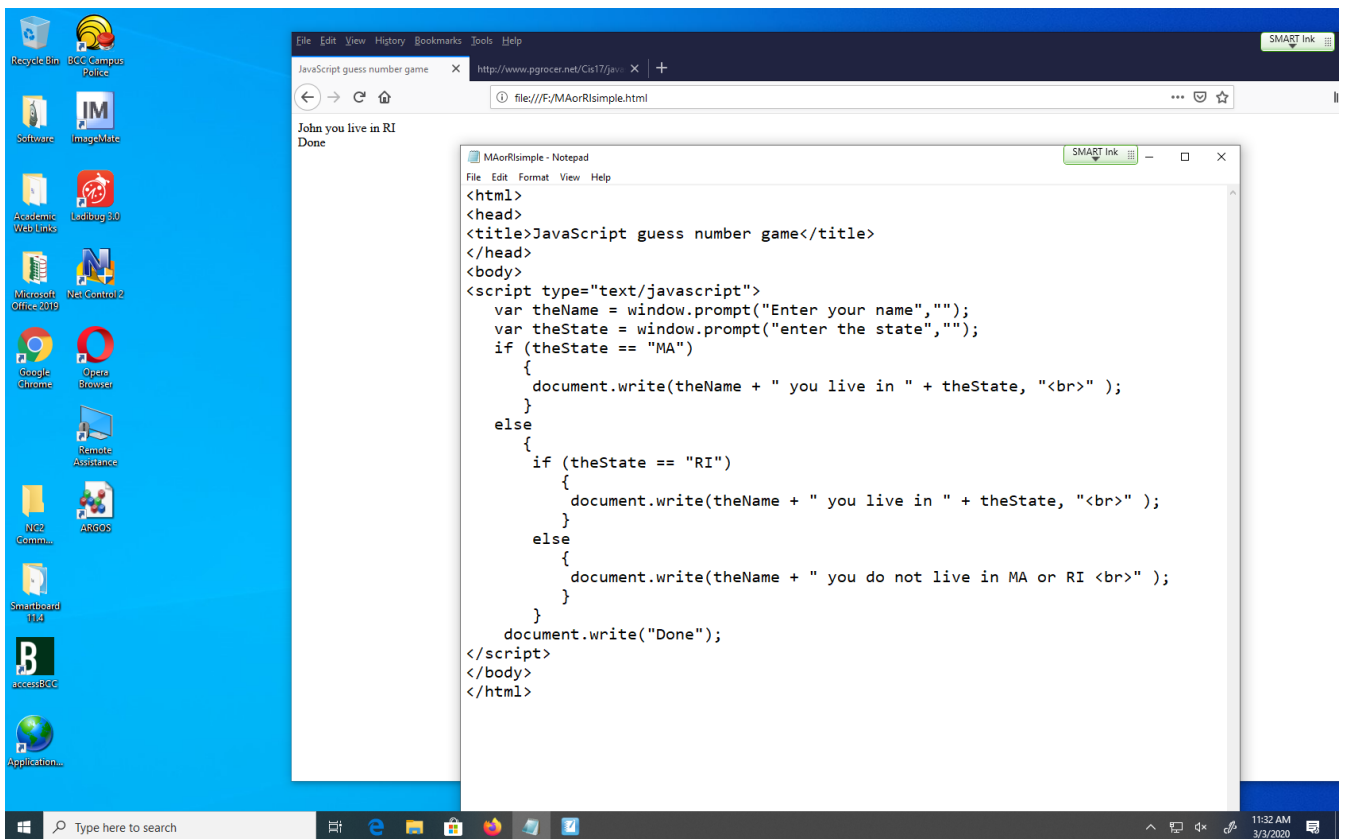 Recycle Bin
BCC Campus Police
Software
IM
ImageMate
Academic Web Links
Ladibug 3.0
Microsoft Office 2019
Net Control 2
Google Chrome
Opera Browser
Remote Assistance
NC2 Comm...
ARGOS
Smartboard 11.4
B
accessBCC
Application...
File Edit View History Bookmarks Tools Help
SMART Ink
JavaScript guess number game
http://www.pgrocer.net/Cis17/java
file:///F:/MAorRIsimple.html
John you live in RI
Done
MAorRIsimple - Notepad
SMART Ink
File Edit Format View Help
<html>
<head>
<title>JavaScript guess number game</title>
</head>
<body>
<script type="text/javascript">
   var theName = window.prompt("Enter your name","");
   var theState = window.prompt("enter the state","");
   if (theState == "MA")
      {
       document.write(theName + " you live in " + theState, "<br>" );
      }
   else
      {
       if (theState == "RI")
          {
           document.write(theName + " you live in " + theState, "<br>" );
          }
       else
          {
           document.write(theName + " you do not live in MA or RI <br>" );
          }
       }
    document.write("Done");
</script>
</body>
</html>
Type here to search
11:32 AM
3/3/2020